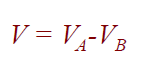 V = V_A-V_B